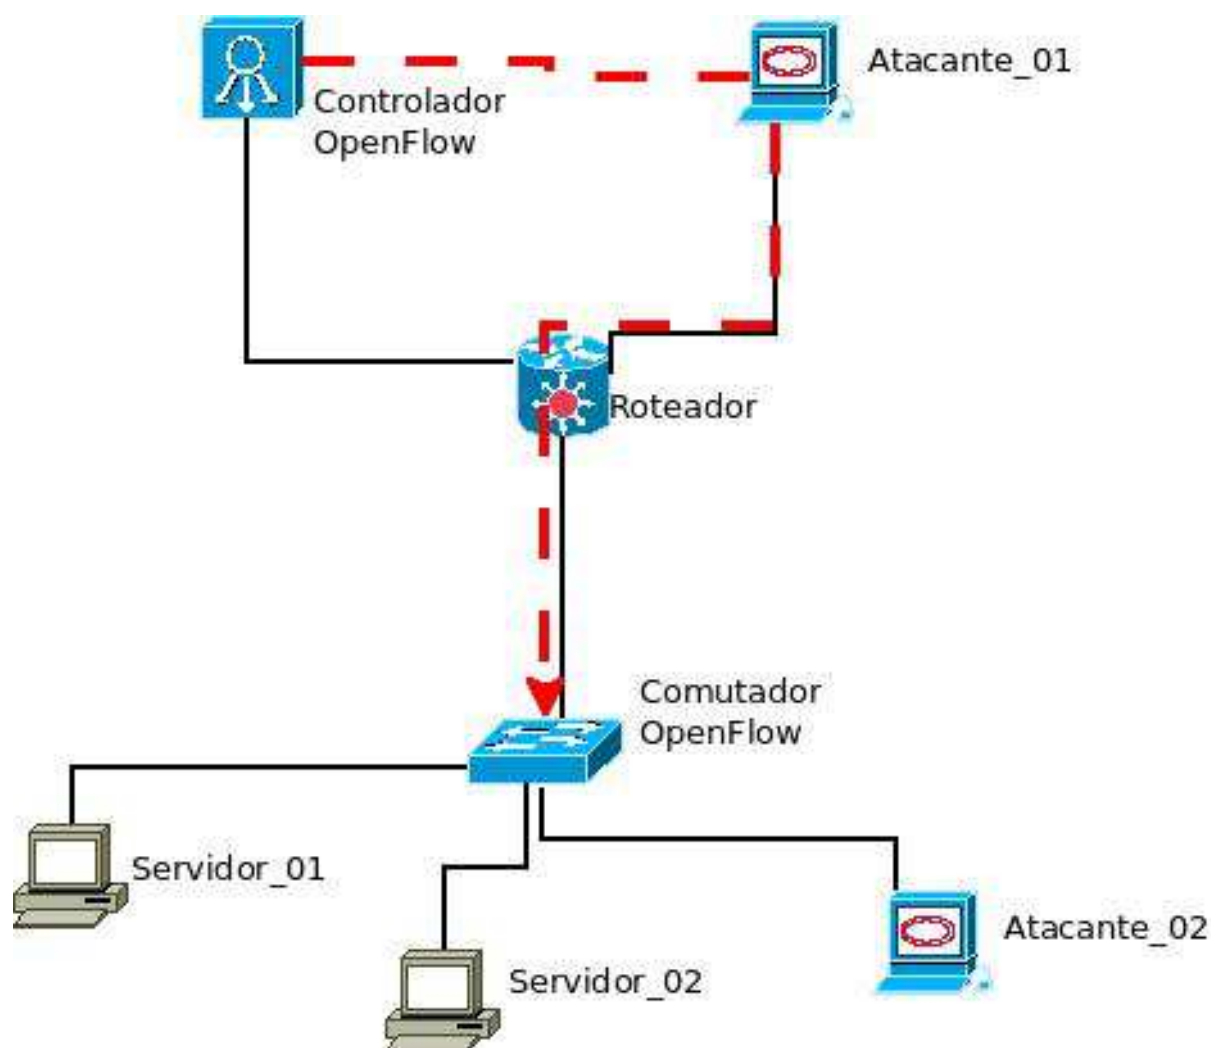 Atacante_01
Controlador
OpenFlow
Roteador
Comutador
OpenFlow
Servidor_01
Atacante_02
Servidor_02